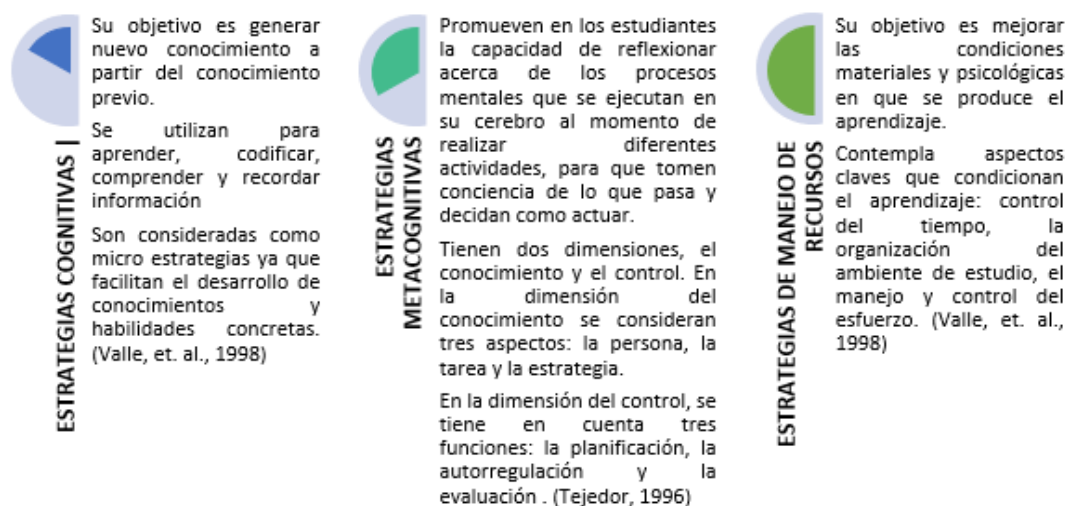 ESTRATEGIAS COGNITIVAS |
Su objetivo es generar
nuevo conocimiento a
partir del conocimiento
previo.
Se utilizan para
aprender, codificar,
comprender y recordar
información
Son consideradas como
micro estrategias ya que
facilitan el desarrollo de
conocimientos y
habilidades concretas.
(Valle, et. al., 1998)
ESTRATEGIAS
METACOGNITIVAS
Promueven en los estudiantes
la capacidad de reflexionar
acerca de los procesos
mentales que se ejecutan en
su cerebro al momento de
realizar diferentes
actividades, para que tomen
conciencia de lo que pasa y
decidan como actuar.
Tienen dos dimensiones, el
conocimiento y el control. En
la dimensión del
conocimiento se consideran
tres aspectos: la persona, la
tarea y la estrategia.
En la dimensión del control, se
tiene en cuenta tres
funciones: la planificación, la
autorregulación y la
evaluación . (Tejedor, 1996)
ESTRATEGIAS DE MANEJO DE
RECURSOS
Su objetivo es mejorar
las condiciones
materiales y psicológicas
en que se produce el
aprendizaje.
Contempla aspectos
claves que condicionan
el aprendizaje: control
del tiempo, la
organización del
ambiente de estudio, el
manejo y control del
esfuerzo. (Valle, et. al.,
1998)